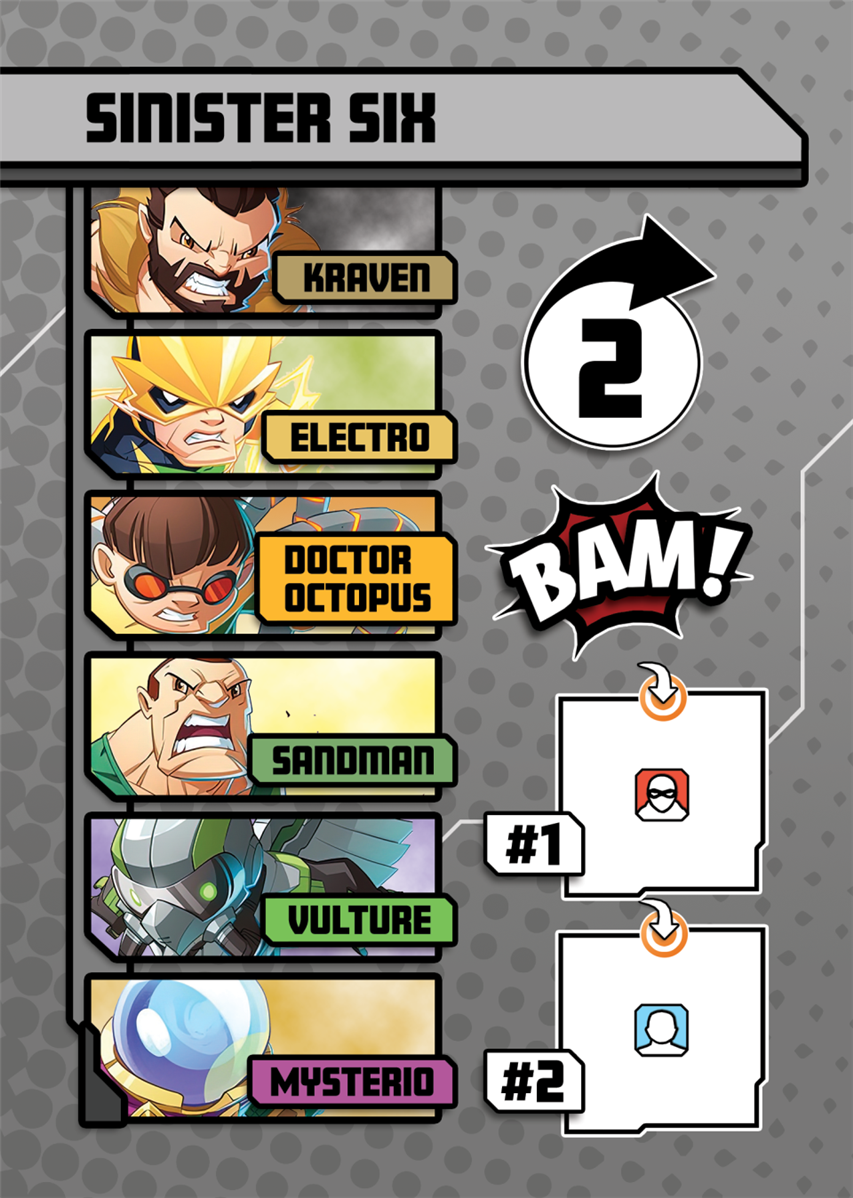 SINISTER SIX
KRAVEN
ELECTRO
DOCTOR
OCTOPUS
SANDMAN
VULTURE
MYSTERIO
2
BAM!
#1
#2